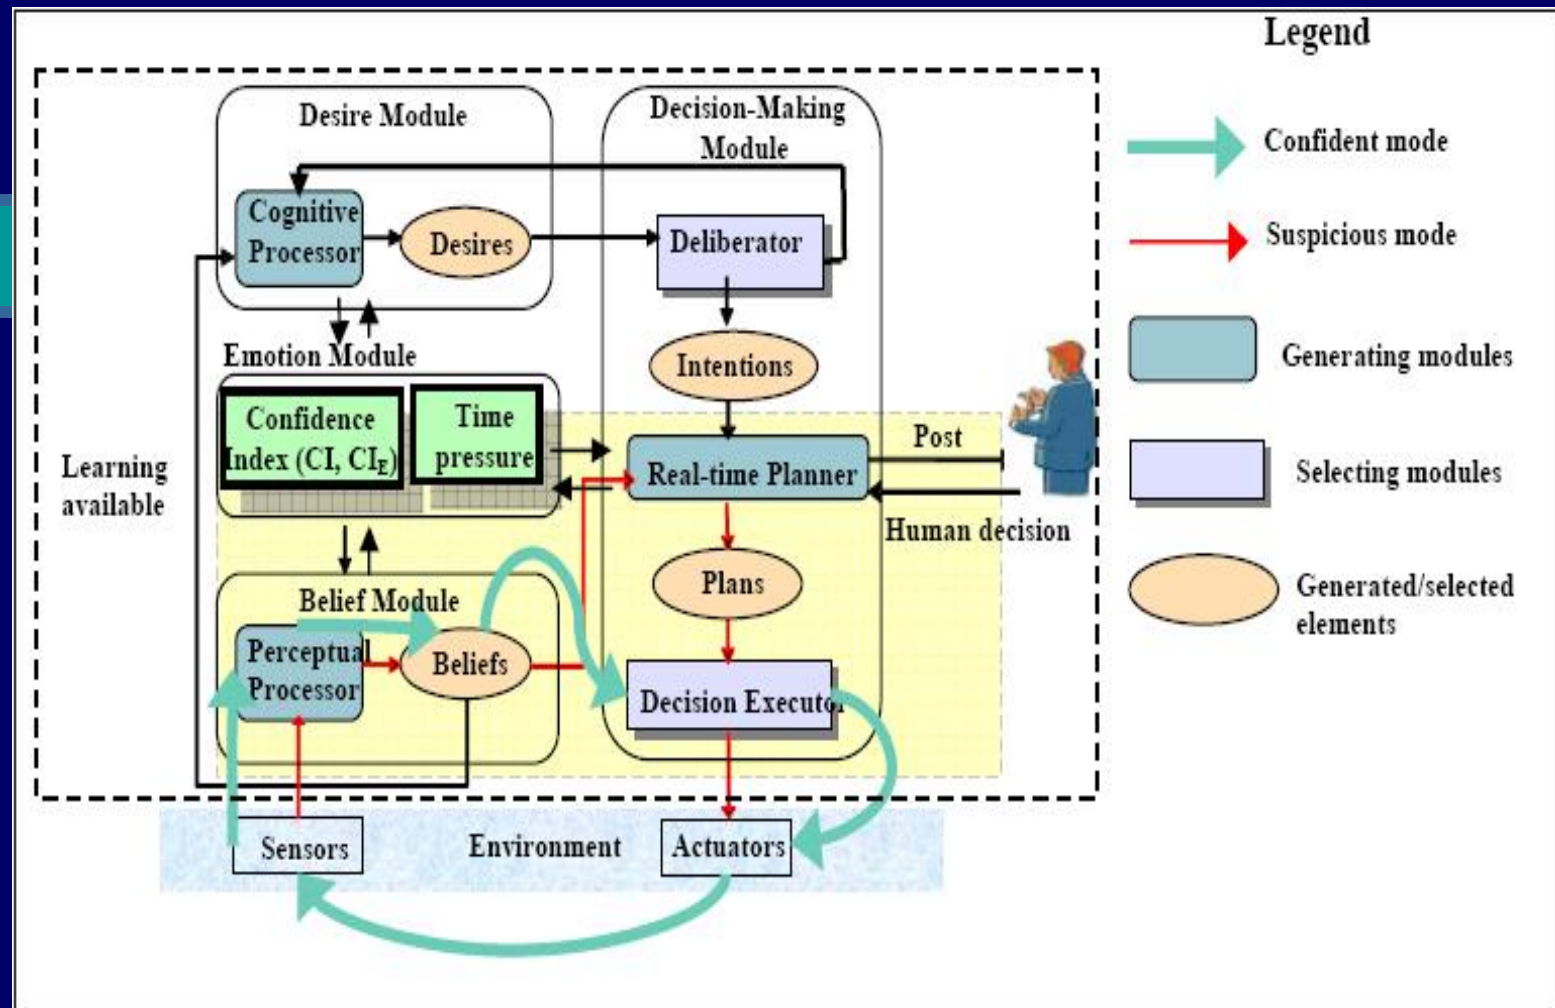 Legend
Desire Module
Decision-Making
Module
Confident mode
Cognitive
Processor
Desires
Deliberator
Suspicious mode
Emotion Module
Intentions
Generating modules
Confidence
Index (CI, CIE)
Time
pressure
Post
Real-time Planner
Learning
available
Selecting modules
Human decision
Plans
Belief Module
Generated/selected
elements
Perceptual
Processor
Beliefs
Decision Executor
Sensors
Environment
Actuators